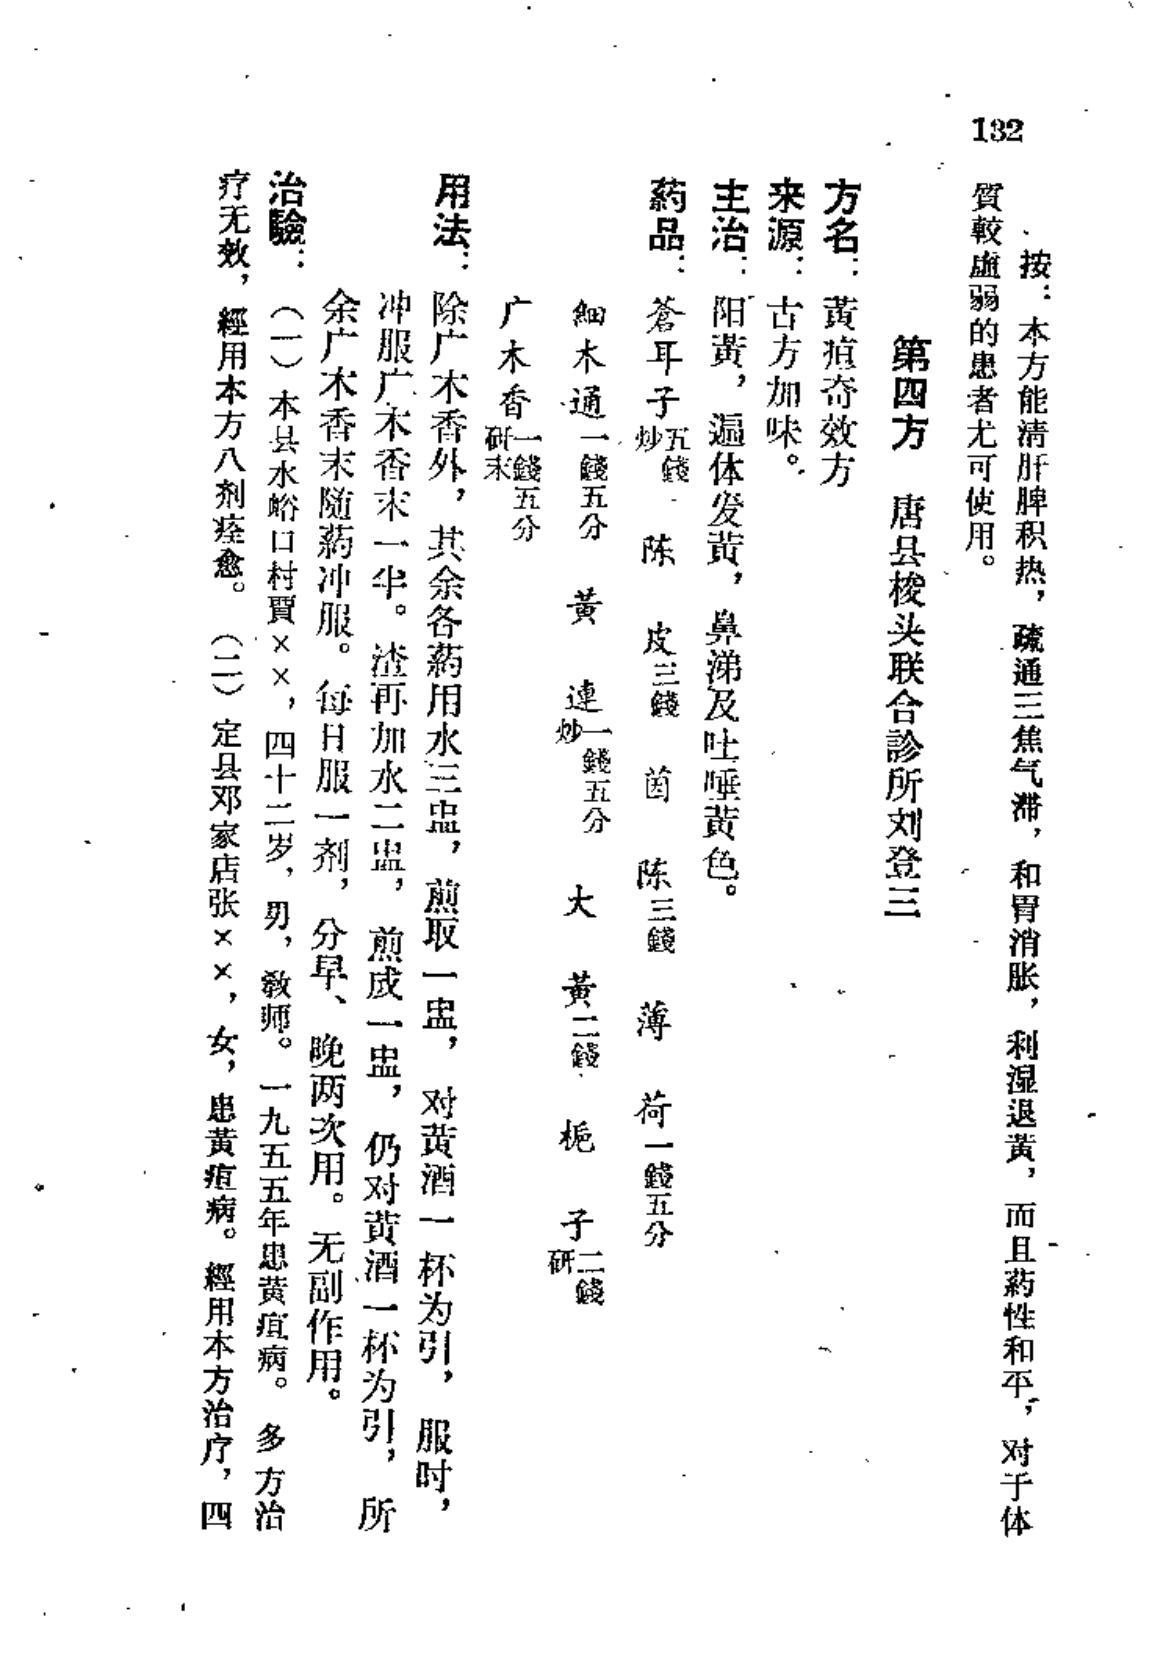 132
按：本方能清肝脾积热，疏通三焦气滞，和胃消胀，利湿退黃，而且葯性和平，对于体
質較虛弱的患者尤可使用。
第四方　唐县梭头联合診所刘登三
方名：黃疸奇效方
来源：古方加味。
主治：阳黃，遍体发黃，鼻涕及吐唾黃色。
葯品：蒼耳子五錢炒　陈皮三錢　茵陈三錢　薄荷一錢五分
細木通一錢五分　黃連一錢五分炒　大黃二錢　梔子二錢研
广木香一錢五分研末
用法：除广木香外，其余各葯用水三盅，煎取一盅，对黃酒一杯为引，服时，
冲服广木香末一半。渣再加水二盅，煎成一盅，仍对黃酒一杯为引，所
余广木香末随葯冲服。每日服一剂，分早、晚两次用。无副作用。
治驗：（一）本县水峪口村賈××，四十二岁，男，教师。一九五五年患黃疸病。多方治
疗无效，經用本方八剂痊愈。（二）定县邓家店张××，女，患黃疸病。經用本方治疗，四